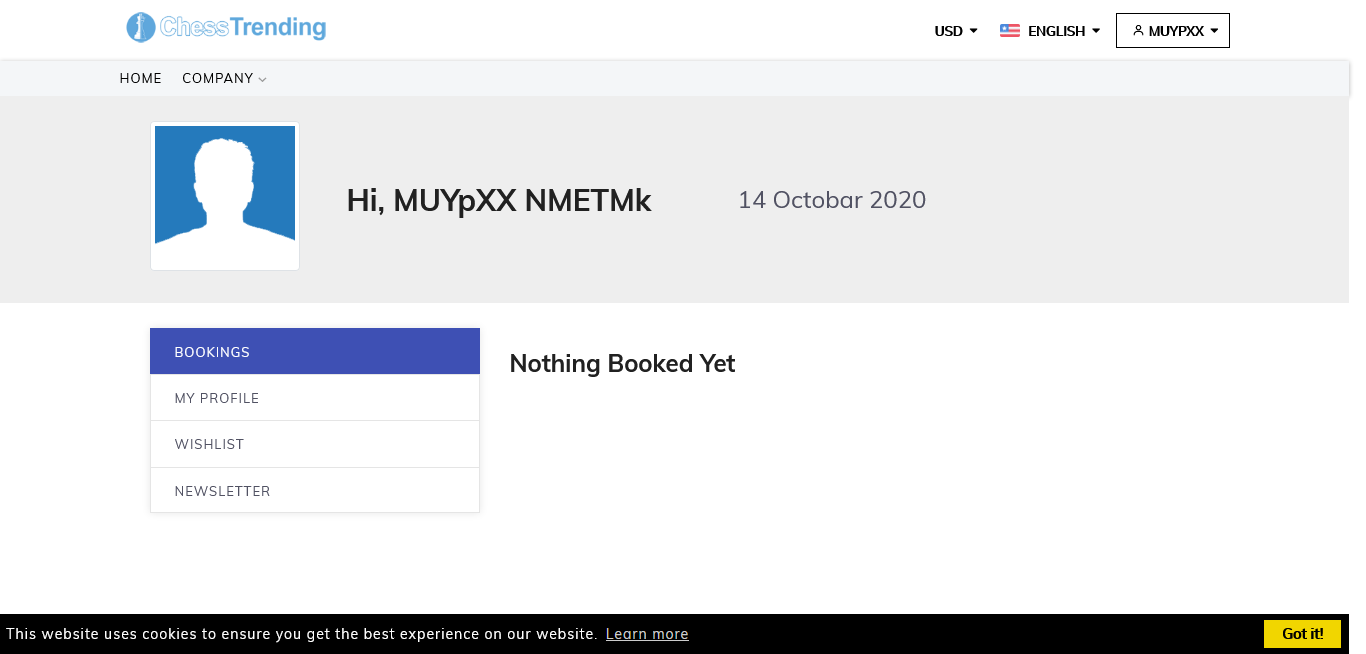 ChessTrending
USD
ENGLISH
MUYPXX
HOME
COMPANY
Hi, MUYpXX NMETMk
14 Octobar 2020
BOOKINGS
MY PROFILE
WISHLIST
NEWSLETTER
Nothing Booked Yet
This website uses cookies to ensure you get the best experience on our website. Learn more
Got it!